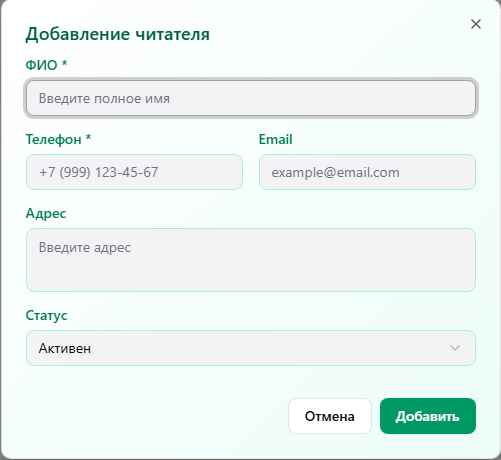 Добавление читателя
ФИО *
Введите полное имя
Телефон *
Email
+7 (999) 123-45-67
example@email.com
Адрес
Введите адрес
Статус
Активен
Отмена
Добавить